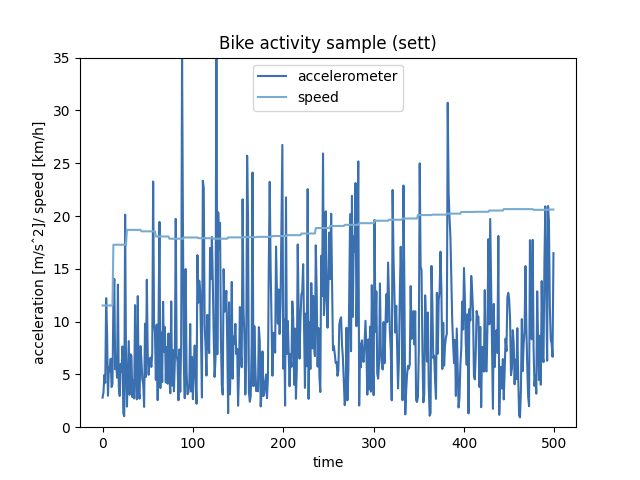 Bike activity sample (sett)
accelerometer
speed
acceleration [m/s^2]/ speed [km/h]
35
30
25
20
15
10
5
0
0 100 200 300 400 500
time